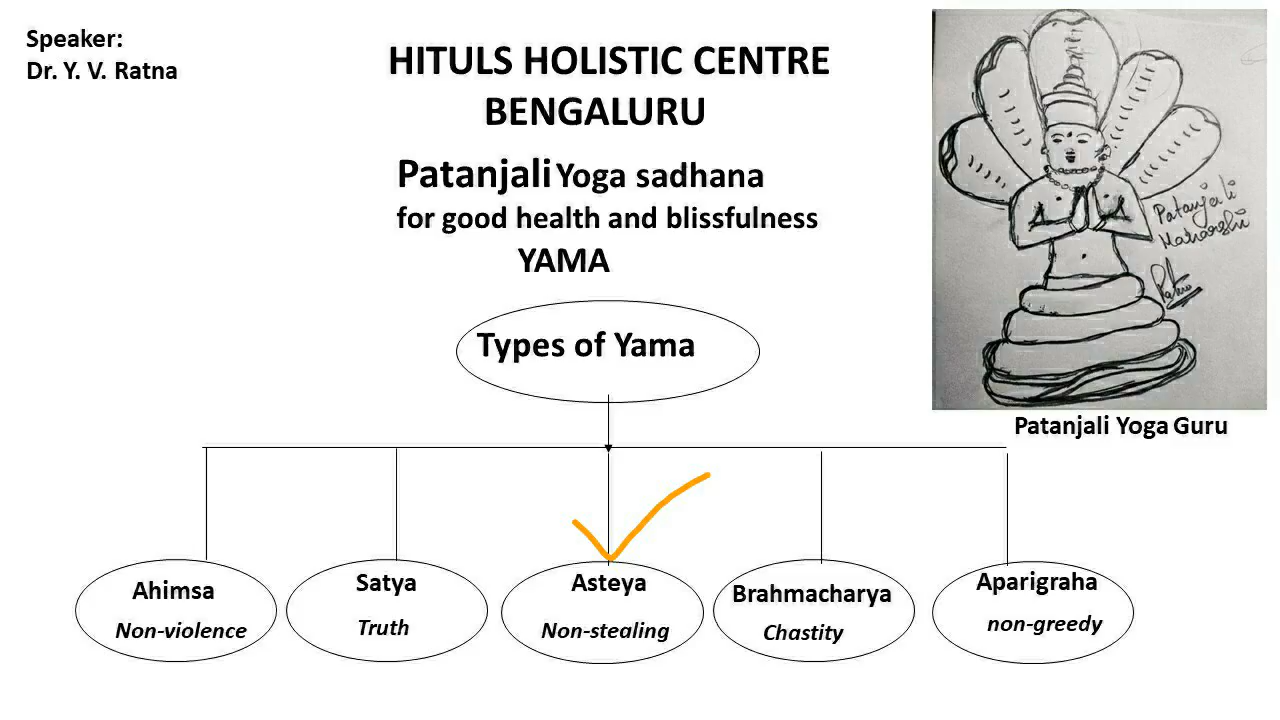 Speaker:
Dr. Y. V. Ratna
HITULS HOLISTIC CENTRE
BENGALURU
Patanjali Yoga sadhana
for good health and blissfulness
YAMA
Patanjali
Maharshi
Ratna
Patanjali Yoga Guru
Types of Yama
Ahimsa
Non-violence
Satya
Truth
Asteya
Non-stealing
Brahmacharya
Chastity
Aparigraha
non-greedy